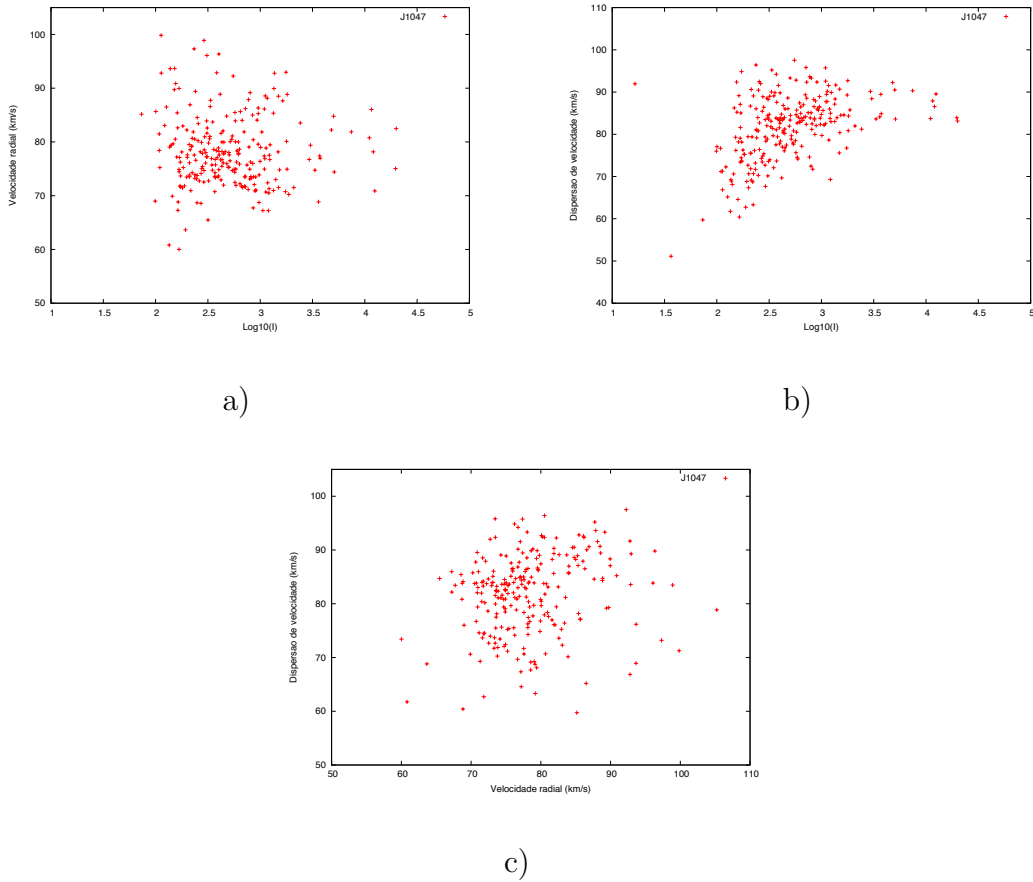 J1047
Velocidade radial (km/s)
100
90
80
70
60
50
1 1.5 2 2.5 3 3.5 4 4.5 5
Log10(I)
a)
J1047
Dispersao de velocidade (km/s)
110
100
90
80
70
60
50
40
1 1.5 2 2.5 3 3.5 4 4.5 5
Log10(I)
b)
J1047
Dispersao de velocidade (km/s)
100
90
80
70
60
50
50 60 70 80 90 100 110
Velocidade radial (km/s)
c)